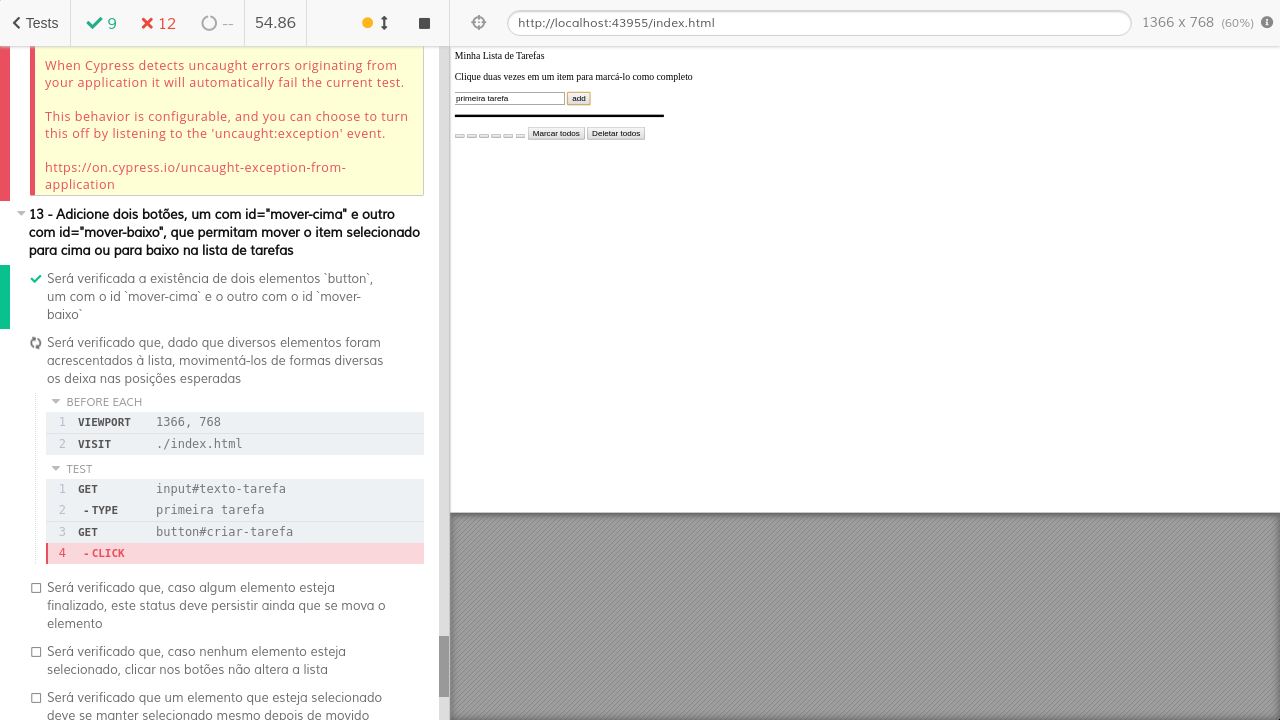 Tests
9
12
--
54.86
http://localhost:43955/index.html
1366 x 768 (60%)
When Cypress detects uncaught errors originating from
your application it will automatically fail the current test.
This behavior is configurable, and you can choose to turn
this off by listening to the 'uncaught:exception' event.
https://on.cypress.io/uncaught-exception-from-
application
13 - Adicione dois botões, um com id="mover-cima" e outro
com id="mover-baixo", que permitam mover o item selecionado
para cima ou para baixo na lista de tarefas
Será verificada a existência de dois elementos `button`,
um com o id `mover-cima` e o outro com o id `mover-
baixo`
Será verificado que, dado que diversos elementos foram
acrescentados à lista, movimentá-los de formas diversas
os deixa nas posições esperadas
BEFORE EACH
1 VIEWPORT 1366, 768
2 VISIT ./index.html
TEST
1 GET input#texto-tarefa
2 -TYPE primeira tarefa
3 GET button#criar-tarefa
4 -CLICK
Será verificado que, caso algum elemento esteja
finalizado, este status deve persistir ainda que se mova o
elemento
Será verificado que, caso nenhum elemento esteja
selecionado, clicar nos botões não altera a lista
Será verificado que um elemento que esteja selecionado
deve se manter selecionado mesmo depois de movido
Minha Lista de Tarefas
Clique duas vezes em um item para marcá-lo como completo
primeira tarefa add
Marcar todos Deletar todos